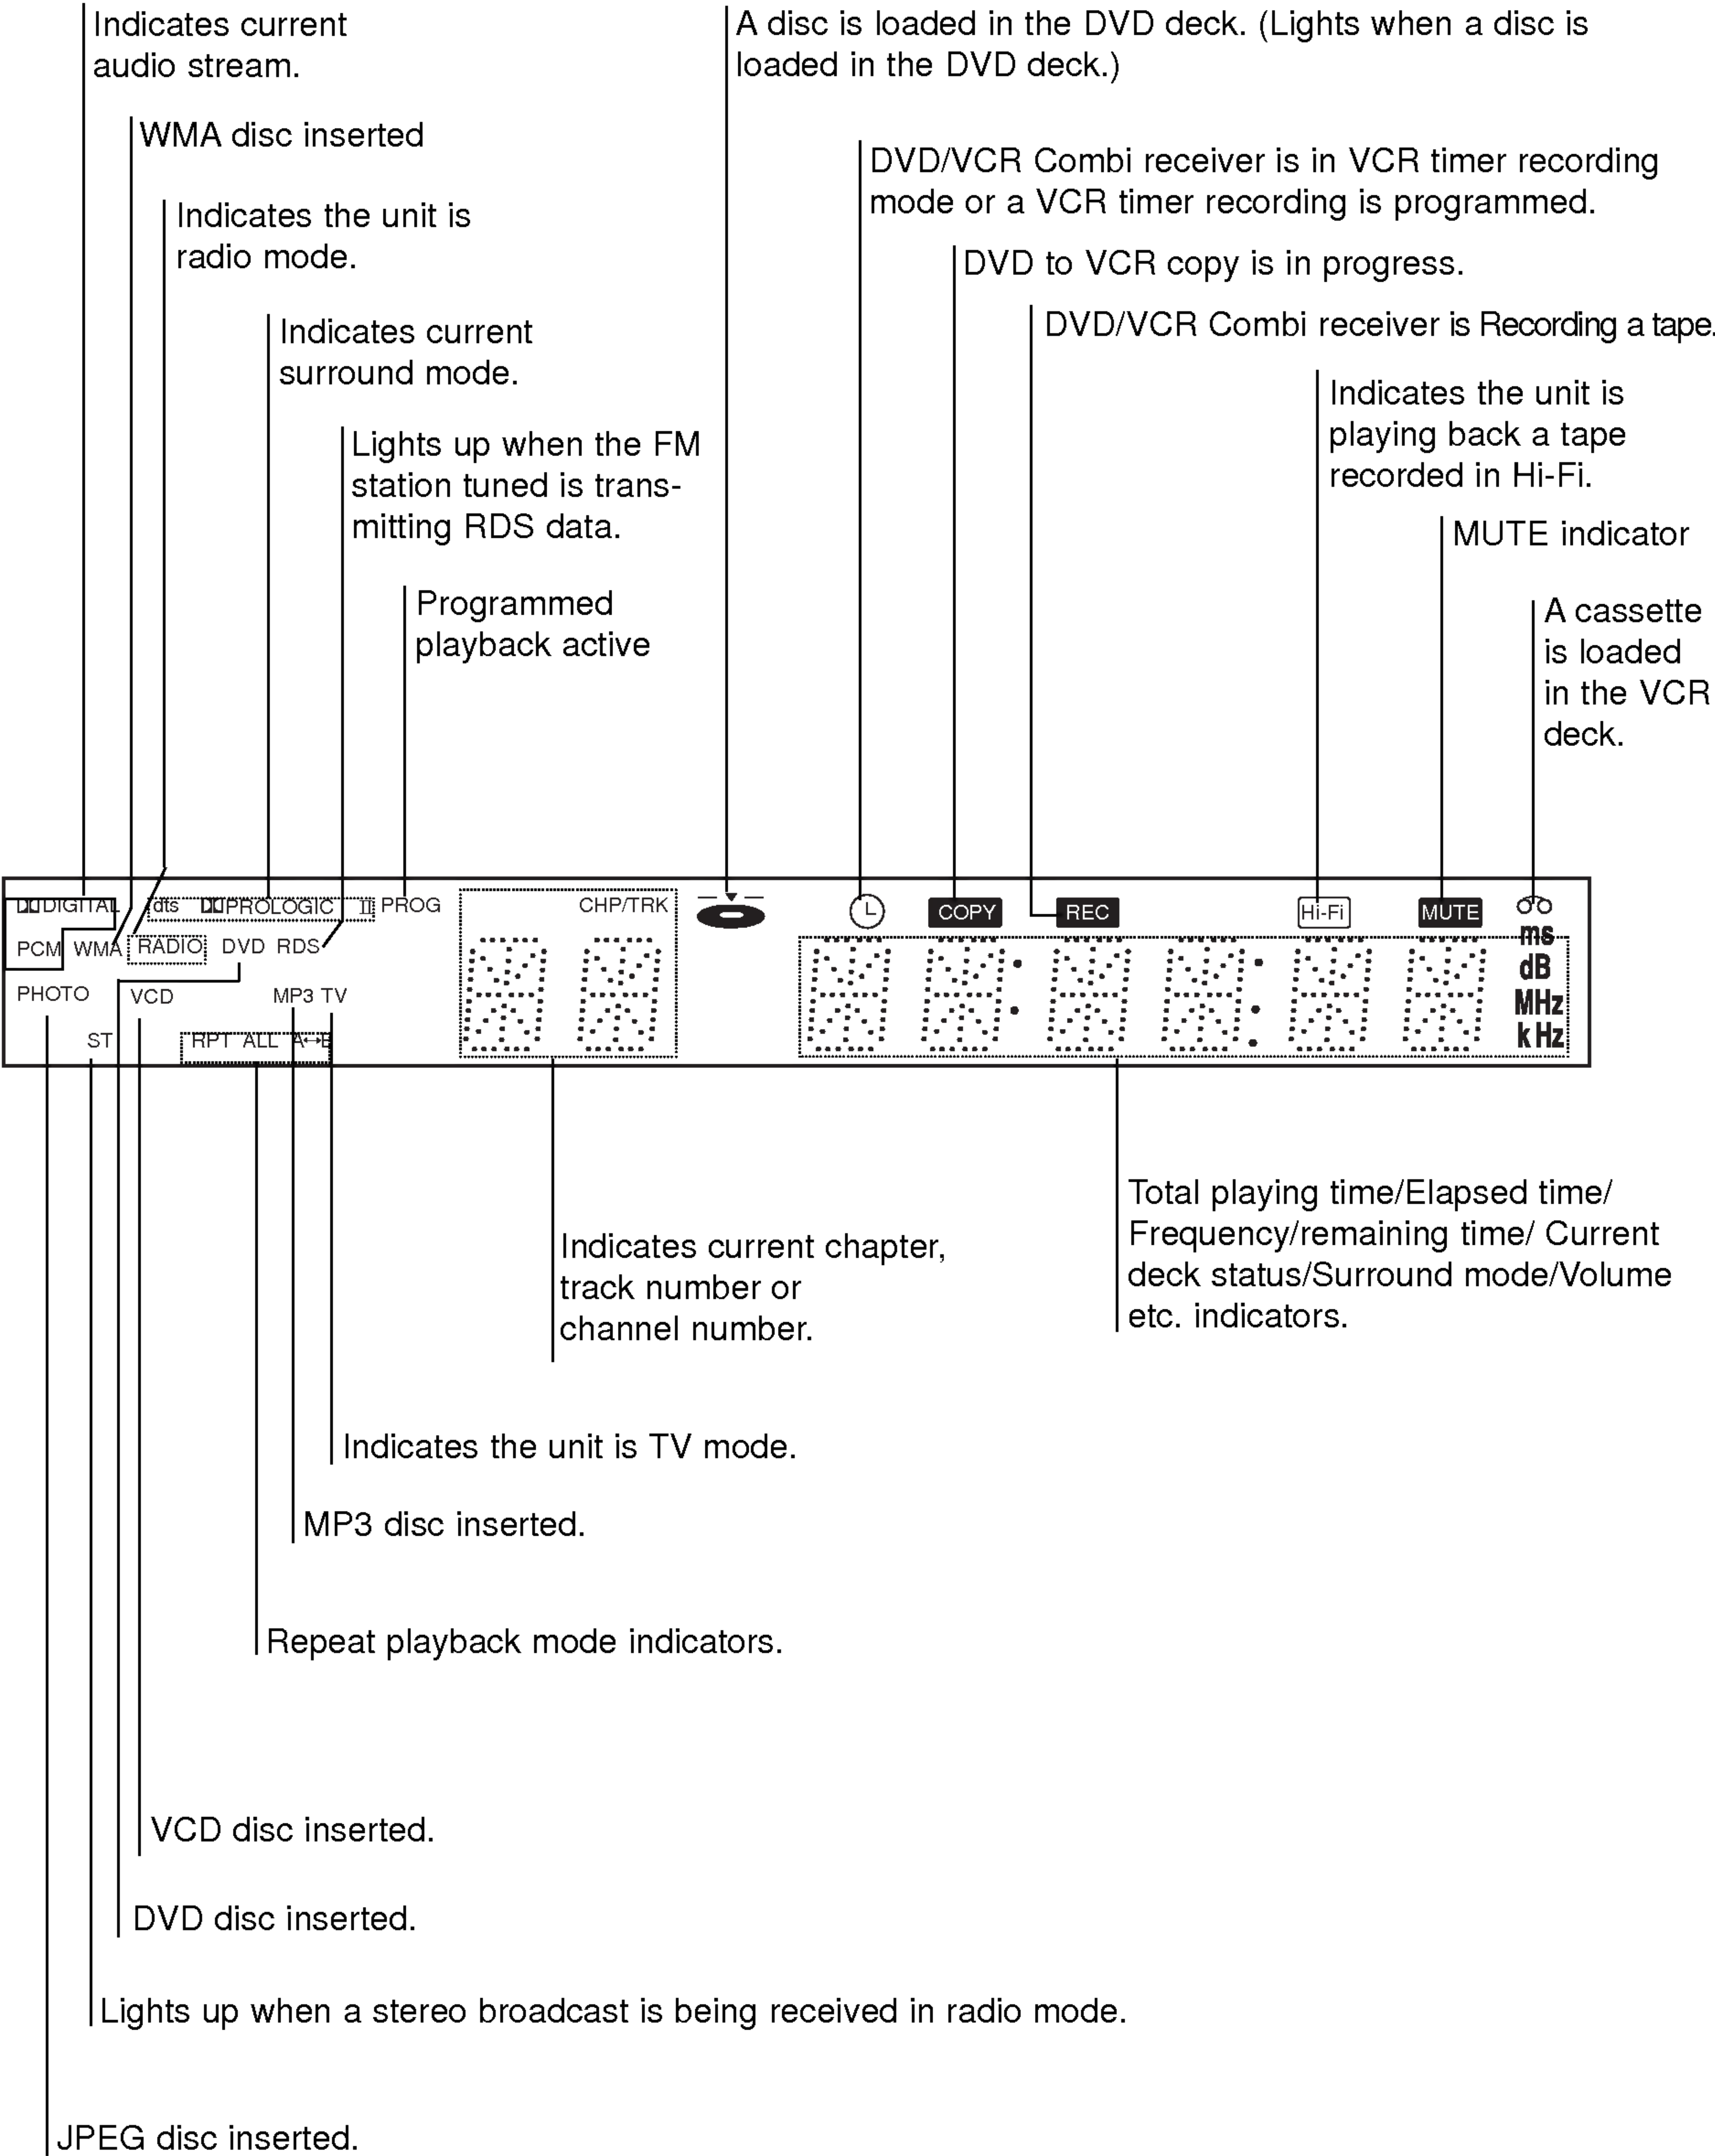 Indicates current
audio stream.
WMA disc inserted
Indicates the unit is
radio mode.
Indicates current
surround mode.
Lights up when the FM
station tuned is trans-
mitting RDS data.
Programmed
playback active
A disc is loaded in the DVD deck. (Lights when a disc is
loaded in the DVD deck.)
DVD/VCR Combi receiver is in VCR timer recording
mode or a VCR timer recording is programmed.
DVD to VCR copy is in progress.
DVD/VCR Combi receiver is Recording a tape.
Indicates the unit is
playing back a tape
recorded in Hi-Fi.
MUTE indicator
A cassette
is loaded
in the VCR
deck.
DIGITAL dts PROLOGIC II PROG CHP/TRK COPY REC Hi-Fi MUTE
PCM WMA RADIO DVD RDS
PHOTO VCD MP3 TV
ST RPT ALL A↔B
ms
dB
MHz
kHz
Total playing time/Elapsed time/
Frequency/remaining time/ Current
deck status/Surround mode/Volume
etc. indicators.
Indicates current chapter,
track number or
channel number.
Indicates the unit is TV mode.
MP3 disc inserted.
Repeat playback mode indicators.
VCD disc inserted.
DVD disc inserted.
Lights up when a stereo broadcast is being received in radio mode.
JPEG disc inserted.